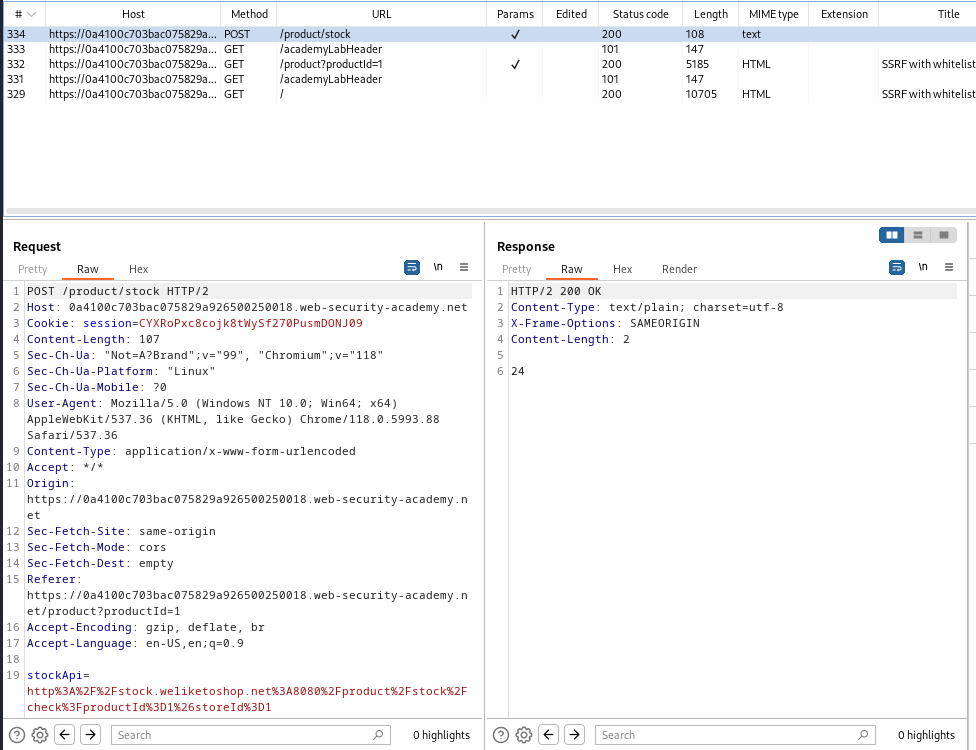 # Host Method URL Params Edited Status code Length MIME type Extension Title
334 https://0a4100c703bac075829a... POST /product/stock ✓ 200 108 text
333 https://0a4100c703bac075829a... GET /academyLabHeader 101 147
332 https://0a4100c703bac075829a... GET /product?productId=1 ✓ 200 5185 HTML SSRF with whitelist
331 https://0a4100c703bac075829a... GET /academyLabHeader 101 147
329 https://0a4100c703bac075829a... GET / 200 10705 HTML SSRF with whitelist
Request
Pretty Raw Hex
\n
1 POST /product/stock HTTP/2
2 Host: 0a4100c703bac075829a926500250018.web-security-academy.net
3 Cookie: session=CYXRoPxc8cojk8tWySf270PusmDONJ09
4 Content-Length: 107
5 Sec-Ch-Ua: "Not=A?Brand";v="99", "Chromium";v="118"
6 Sec-Ch-Ua-Platform: "Linux"
7 Sec-Ch-Ua-Mobile: ?0
8 User-Agent: Mozilla/5.0 (Windows NT 10.0; Win64; x64)
AppleWebKit/537.36 (KHTML, like Gecko) Chrome/118.0.5993.88
Safari/537.36
9 Content-Type: application/x-www-form-urlencoded
10 Accept: */*
11 Origin:
https://0a4100c703bac075829a926500250018.web-security-academy.n
et
12 Sec-Fetch-Site: same-origin
13 Sec-Fetch-Mode: cors
14 Sec-Fetch-Dest: empty
15 Referer:
https://0a4100c703bac075829a926500250018.web-security-academy.n
et/product?productId=1
16 Accept-Encoding: gzip, deflate, br
17 Accept-Language: en-US,en;q=0.9
18
19 stockApi=
http%3A%2F%2Fstock.weliketoshop.net%3A8080%2Fproduct%2Fstock%2F
check%3FproductId%3D1%26storeId%3D1
Search
0 highlights
Response
Pretty Raw Hex Render
\n
1 HTTP/2 200 OK
2 Content-Type: text/plain; charset=utf-8
3 X-Frame-Options: SAMEORIGIN
4 Content-Length: 2
5
6 24
Search
0 highlights